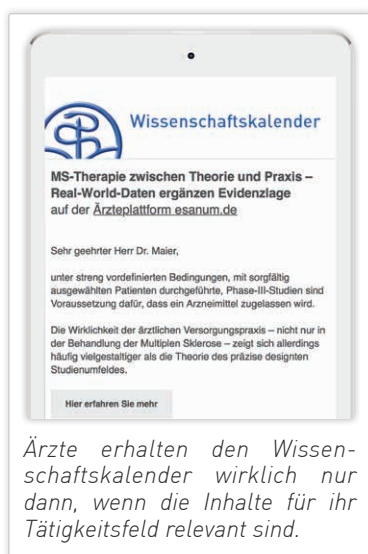 Wissenschaftskalender
MS-Therapie zwischen Theorie und Praxis –
Real-World-Daten ergänzen Evidenzlage
auf der Ärzteplattform esanum.de
Sehr geehrter Herr Dr. Maier,
unter streng vordefinierten Bedingungen, mit sorgfältig
ausgewählten Patienten durchgeführte, Phase-III-Studien sind
Voraussetzung dafür, dass ein Arzneimittel zugelassen wird.
Die Wirklichkeit der ärztlichen Versorgungspraxis – nicht nur in
der Behandlung der Multiplen Sklerose – zeigt sich allerdings
häufig vielgestaltiger als die Theorie des präzise designten
Studienumfeldes.
Hier erfahren Sie mehr
Ärzte erhalten den Wissen-
schaftskalender wirklich nur
dann, wenn die Inhalte für ihr
Tätigkeitsfeld relevant sind.